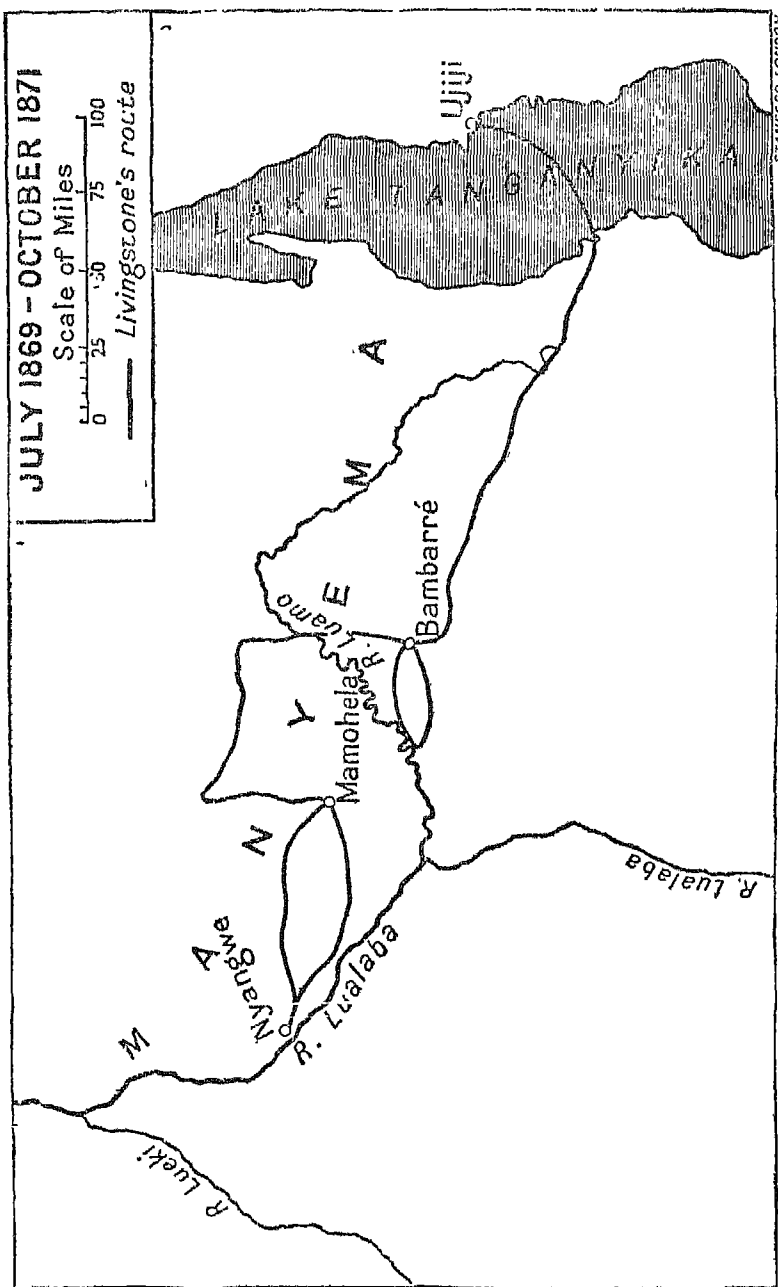 JULY 1869 – OCTOBER 1871
Scale of Miles
0 25 50 75 100
Livingstone's route
LAKE TANGANYIKA
Ujiji
MANYEMA
R. Luamo
Bambarré
Mamohela
Nyangwe
R. Lualaba
R. Lualaba
R Lueki